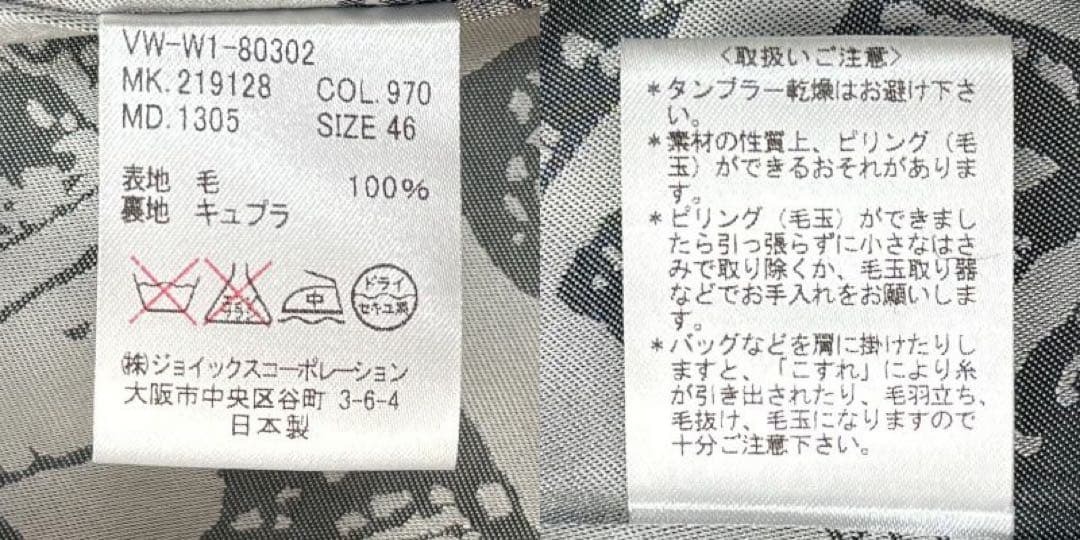 VW-W1-80302
MK.219128 COL.970
MD.1305 SIZE 46
表地 毛 100%
裏地 キュプラ
エンソ サラシ
中
ドライ
セキユ系
㈱ジョイックスコーポレーション
大阪市中央区谷町 3-6-4
日本製
〈取扱いご注意〉
*タンブラー乾燥はお避け下さ
い。
*素材の性質上、ピリング（毛
玉）ができるおそれがありま
す。
*ピリング（毛玉）ができまし
たら引っ張らずに小さなはさ
みで取り除くか、毛玉取り器
などでお手入れをお願いしま
す。
*バッグなどを肩に掛けたりし
ますと、「こすれ」により糸
が引き出されたり、毛羽立ち、
毛抜け、毛玉になりますので
十分ご注意下さい。